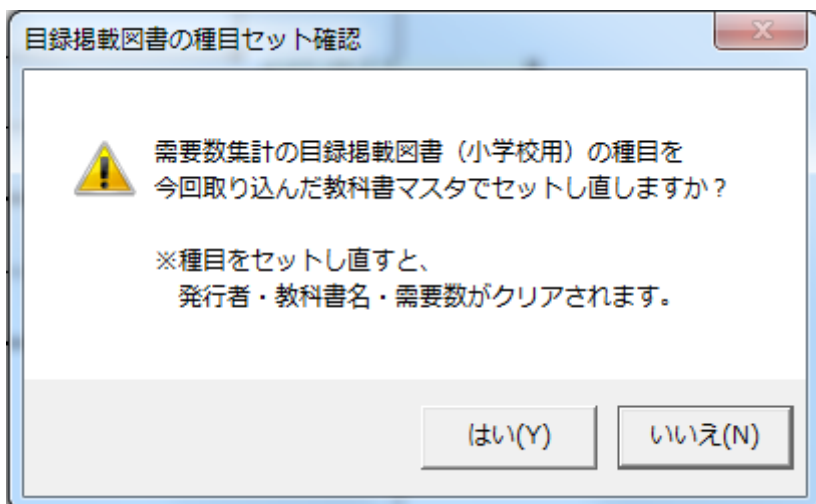 目録掲載図書の種目セット確認
需要数集計の目録掲載図書（小学校用）の種目を
今回取り込んだ教科書マスタでセットし直しますか？
※種目をセットし直すと、
発行者・教科書名・需要数がクリアされます。
はい(Y)
いいえ(N)